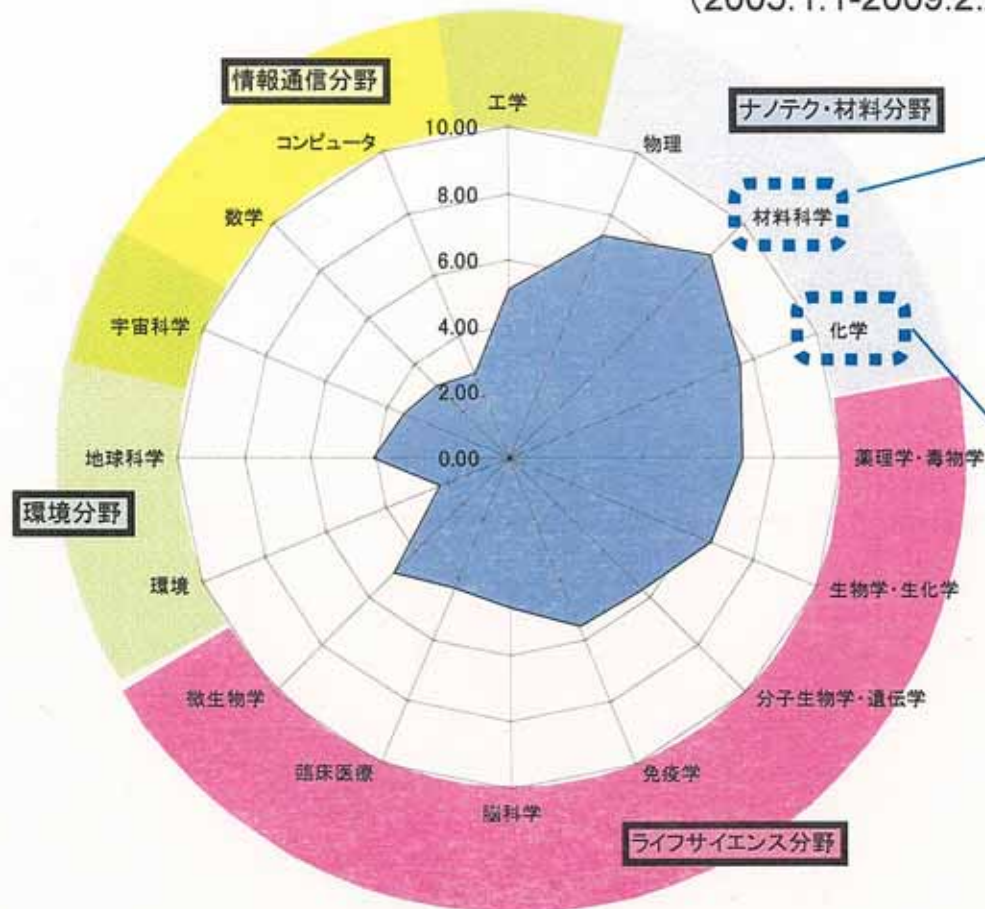 (2005.1.1-2009.2.
情報通信分野
ナノテク・材料分野
工学
コンピュータ
物理
数学
材料科学
宇宙科学
化学
地球科学
薬理学・毒物学
環境分野
環境
生物学・生化学
微生物学
分子生物学・遺伝学
臨床医療
免疫学
脳科学
ライフサイエンス分野
10.00
8.00
6.00
4.00
2.00
0.00